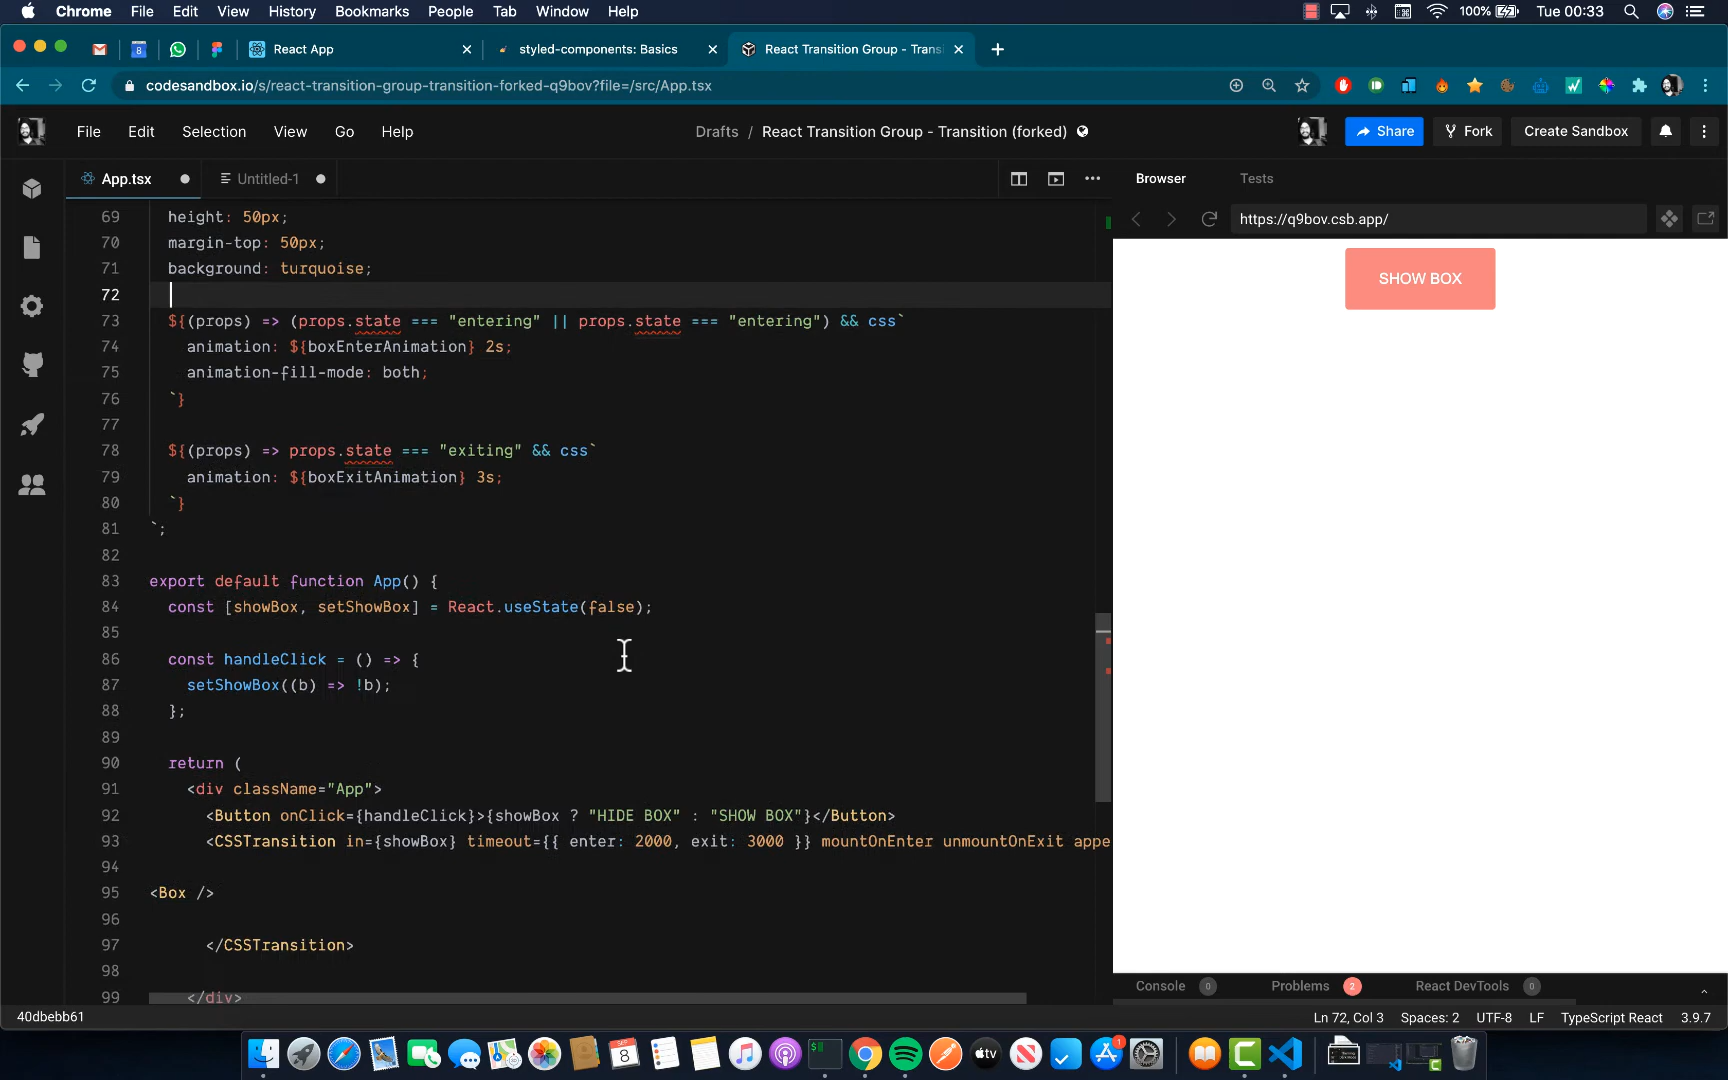 Chrome File Edit View History Bookmarks People Tab Window Help 100% Tue 00:33
React App styled-components: Basics React Transition Group - Transi
codesandbox.io/s/react-transition-group-transition-forked-q9bov?file=/src/App.tsx
File Edit Selection View Go Help Drafts / React Transition Group - Transition (forked) Share Fork Create Sandbox
App.tsx Untitled-1 Browser Tests
https://q9bov.csb.app/
69 height: 50px;
70 margin-top: 50px;
71 background: turquoise;
72
73 ${(props) => (props.state === "entering" || props.state === "entering") && css`
74 animation: ${boxEnterAnimation} 2s;
75 animation-fill-mode: both;
76 `}
77
78 ${(props) => props.state === "exiting" && css`
79 animation: ${boxExitAnimation} 3s;
80 `}
81 `;
82
83 export default function App() {
84 const [showBox, setShowBox] = React.useState(false);
85
86 const handleClick = () => {
87 setShowBox((b) => !b);
88 };
89
90 return (
91 <div className="App">
92 <Button onClick={handleClick}>{showBox ? "HIDE BOX" : "SHOW BOX"}</Button>
93 <CSSTransition in={showBox} timeout={{ enter: 2000, exit: 3000 }} mountOnEnter unmountOnExit appe
94
95 <Box />
96
97 </CSSTransition>
98
99 </div>
SHOW BOX
Console 0 Problems 2 React DevTools 0
40dbebb61 Ln 72, Col 3 Spaces: 2 UTF-8 LF TypeScript React 3.9.7